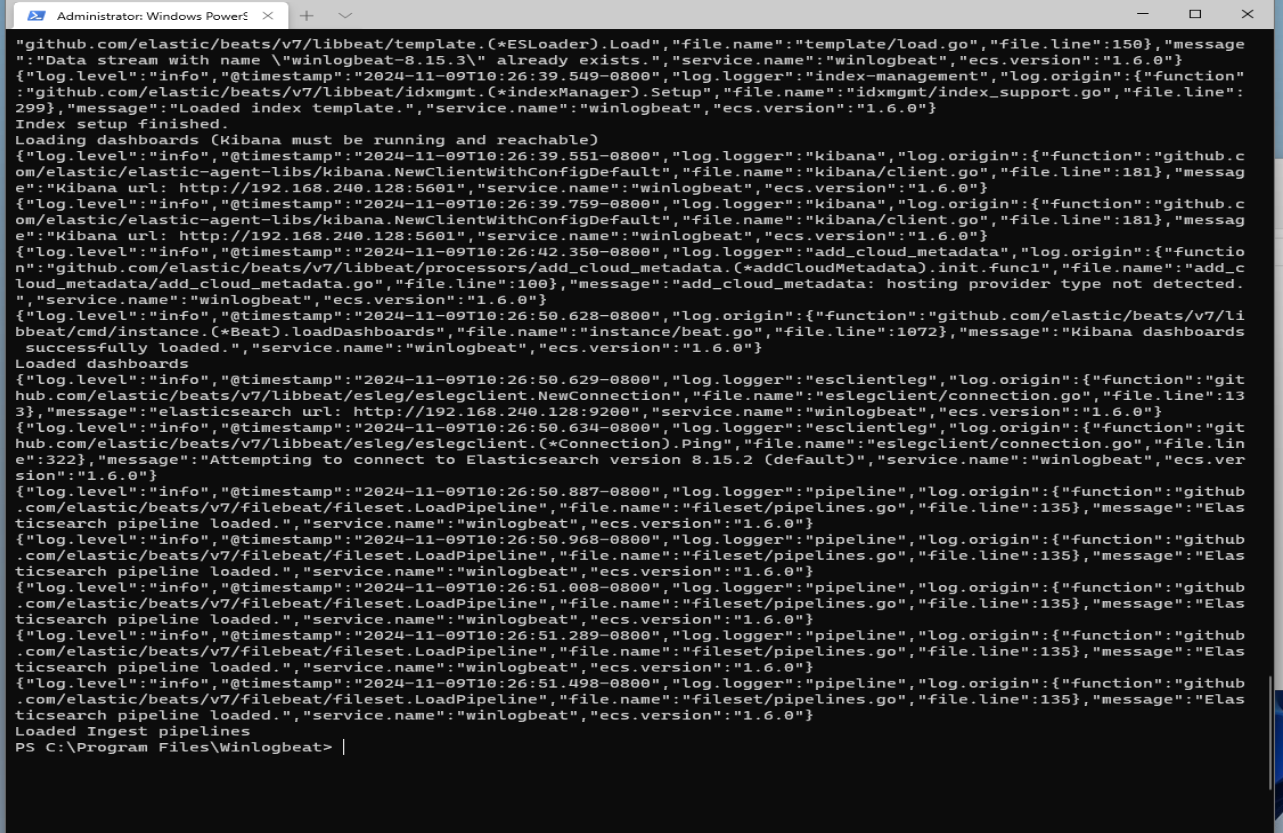 Administrator: Windows PowerS
"github.com/elastic/beats/v7/libbeat/template.(*ESLoader).Load","file.name":"template/load.go","file.line":150},"message
":"Data stream with name \"winlogbeat-8.15.3\" already exists.","service.name":"winlogbeat","ecs.version":"1.6.0"}
{"log.level":"info","@timestamp":"2024-11-09T10:26:39.549-0800","log.logger":"index-management","log.origin":{"function"
:"github.com/elastic/beats/v7/libbeat/idxmgmt.(*indexManager).Setup","file.name":"idxmgmt/index_support.go","file.line":
299},"message":"Loaded index template.","service.name":"winlogbeat","ecs.version":"1.6.0"}
Index setup finished.
Loading dashboards (Kibana must be running and reachable)
{"log.level":"info","@timestamp":"2024-11-09T10:26:39.551-0800","log.logger":"kibana","log.origin":{"function":"github.c
om/elastic/elastic-agent-libs/kibana.NewClientWithConfigDefault","file.name":"kibana/client.go","file.line":181},"messag
e":"Kibana url: http://192.168.240.128:5601","service.name":"winlogbeat","ecs.version":"1.6.0"}
{"log.level":"info","@timestamp":"2024-11-09T10:26:39.759-0800","log.logger":"kibana","log.origin":{"function":"github.c
om/elastic/elastic-agent-libs/kibana.NewClientWithConfigDefault","file.name":"kibana/client.go","file.line":181},"messag
e":"Kibana url: http://192.168.240.128:5601","service.name":"winlogbeat","ecs.version":"1.6.0"}
{"log.level":"info","@timestamp":"2024-11-09T10:26:42.350-0800","log.logger":"add_cloud_metadata","log.origin":{"functio
n":"github.com/elastic/beats/v7/libbeat/processors/add_cloud_metadata.(*addCloudMetadata).init.func1","file.name":"add_c
loud_metadata/add_cloud_metadata.go","file.line":100},"message":"add_cloud_metadata: hosting provider type not detected.
","service.name":"winlogbeat","ecs.version":"1.6.0"}
{"log.level":"info","@timestamp":"2024-11-09T10:26:50.628-0800","log.origin":{"function":"github.com/elastic/beats/v7/li
bbeat/cmd/instance.(*Beat).loadDashboards","file.name":"instance/beat.go","file.line":1072},"message":"Kibana dashboards
 successfully loaded.","service.name":"winlogbeat","ecs.version":"1.6.0"}
Loaded dashboards
{"log.level":"info","@timestamp":"2024-11-09T10:26:50.629-0800","log.logger":"esclientleg","log.origin":{"function":"git
hub.com/elastic/beats/v7/libbeat/esleg/eslegclient.NewConnection","file.name":"eslegclient/connection.go","file.line":13
3},"message":"elasticsearch url: http://192.168.240.128:9200","service.name":"winlogbeat","ecs.version":"1.6.0"}
{"log.level":"info","@timestamp":"2024-11-09T10:26:50.634-0800","log.logger":"esclientleg","log.origin":{"function":"git
hub.com/elastic/beats/v7/libbeat/esleg/eslegclient.(*Connection).Ping","file.name":"eslegclient/connection.go","file.lin
e":322},"message":"Attempting to connect to Elasticsearch version 8.15.2 (default)","service.name":"winlogbeat","ecs.ver
sion":"1.6.0"}
{"log.level":"info","@timestamp":"2024-11-09T10:26:50.887-0800","log.logger":"pipeline","log.origin":{"function":"github
.com/elastic/beats/v7/filebeat/fileset.LoadPipeline","file.name":"fileset/pipelines.go","file.line":135},"message":"Elas
ticsearch pipeline loaded.","service.name":"winlogbeat","ecs.version":"1.6.0"}
{"log.level":"info","@timestamp":"2024-11-09T10:26:50.968-0800","log.logger":"pipeline","log.origin":{"function":"github
.com/elastic/beats/v7/filebeat/fileset.LoadPipeline","file.name":"fileset/pipelines.go","file.line":135},"message":"Elas
ticsearch pipeline loaded.","service.name":"winlogbeat","ecs.version":"1.6.0"}
{"log.level":"info","@timestamp":"2024-11-09T10:26:51.008-0800","log.logger":"pipeline","log.origin":{"function":"github
.com/elastic/beats/v7/filebeat/fileset.LoadPipeline","file.name":"fileset/pipelines.go","file.line":135},"message":"Elas
ticsearch pipeline loaded.","service.name":"winlogbeat","ecs.version":"1.6.0"}
{"log.level":"info","@timestamp":"2024-11-09T10:26:51.289-0800","log.logger":"pipeline","log.origin":{"function":"github
.com/elastic/beats/v7/filebeat/fileset.LoadPipeline","file.name":"fileset/pipelines.go","file.line":135},"message":"Elas
ticsearch pipeline loaded.","service.name":"winlogbeat","ecs.version":"1.6.0"}
{"log.level":"info","@timestamp":"2024-11-09T10:26:51.498-0800","log.logger":"pipeline","log.origin":{"function":"github
.com/elastic/beats/v7/filebeat/fileset.LoadPipeline","file.name":"fileset/pipelines.go","file.line":135},"message":"Elas
ticsearch pipeline loaded.","service.name":"winlogbeat","ecs.version":"1.6.0"}
Loaded Ingest pipelines
PS C:\Program Files\Winlogbeat>